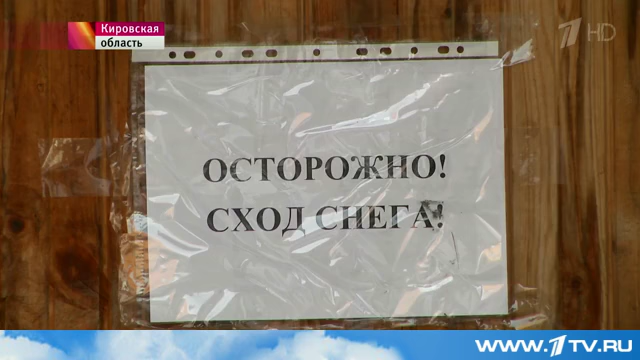 Кировская
область
1 HD
ОСТОРОЖНО!
СХОД СНЕГА!
WWW.1TV.RU